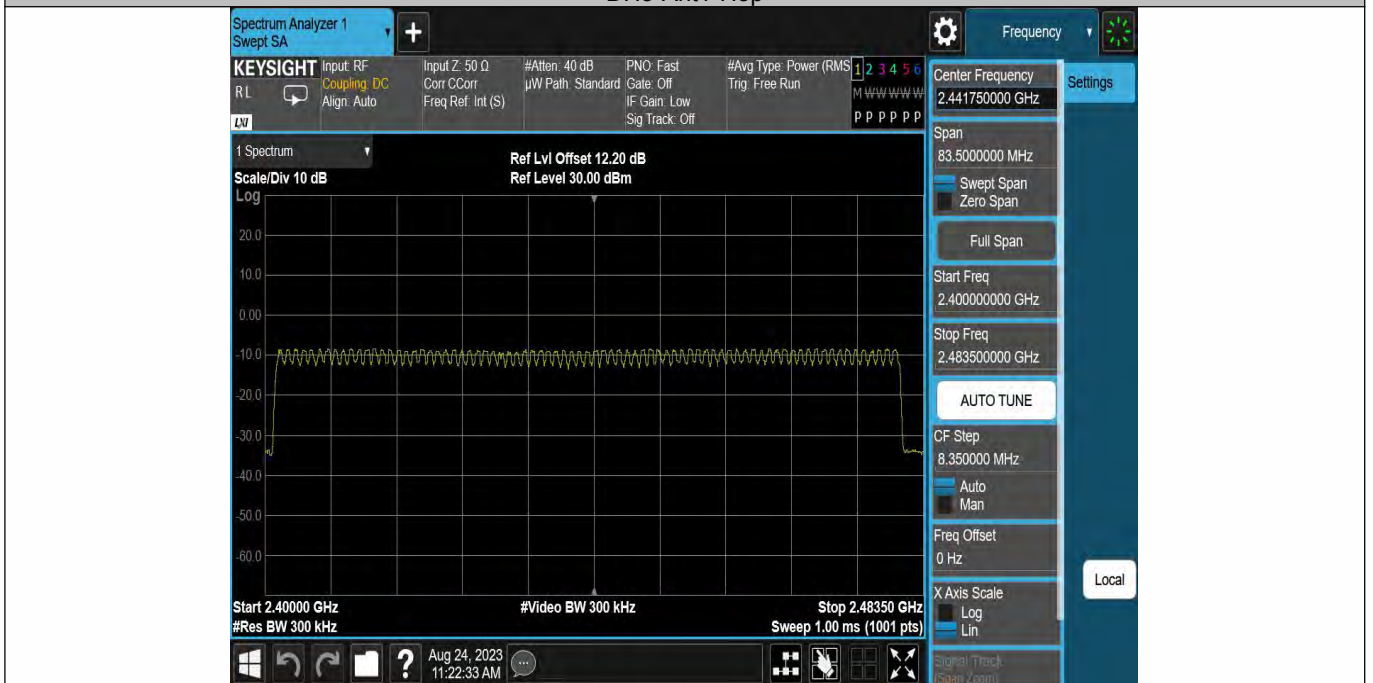 Spectrum Analyzer 1
Swept SA
+
Frequency
KEYSIGHT
RL
LXI
Input: RF
Coupling: DC
Align: Auto
Input Z: 50 Ω
Corr CCorr
Freq Ref: Int (S)
#Atten: 40 dB
µW Path: Standard
PNO: Fast
Gate: Off
IF Gain: Low
Sig Track: Off
#Avg Type: Power (RMS
Trig: Free Run
1 2 3 4 5 6
M W W W W W
P P P P P P
1 Spectrum
Scale/Div 10 dB
Log
Ref Lvl Offset 12.20 dB
Ref Level 30.00 dBm
20.0
10.0
0.00
-10.0
-20.0
-30.0
-40.0
-50.0
-60.0
Start 2.40000 GHz
#Res BW 300 kHz
#Video BW 300 kHz
Stop 2.48350 GHz
Sweep 1.00 ms (1001 pts)
Aug 24, 2023
11:22:33 AM
Center Frequency
2.441750000 GHz
Settings
Span
83.5000000 MHz
Swept Span
Zero Span
Full Span
Start Freq
2.400000000 GHz
Stop Freq
2.483500000 GHz
AUTO TUNE
CF Step
8.350000 MHz
Auto
Man
Freq Offset
0 Hz
X Axis Scale
Log
Lin
Local
Signal Track
(Span Zoom)